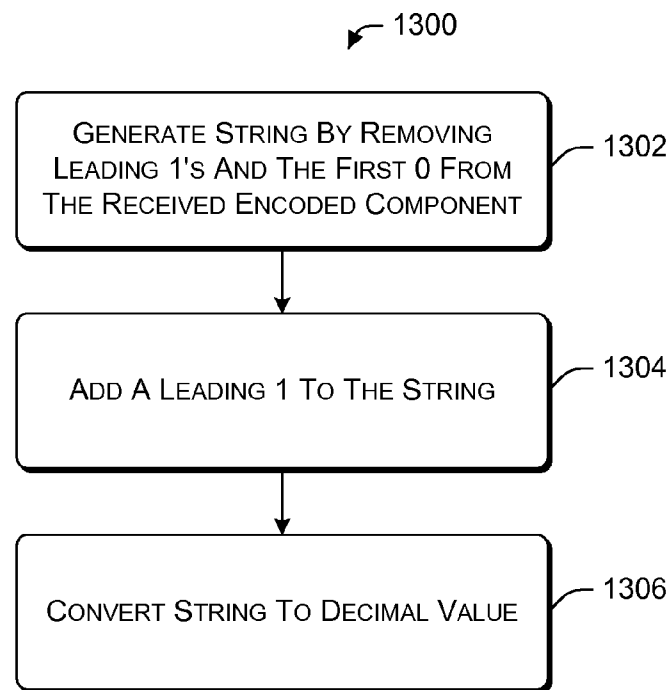 1300
GENERATE STRING BY REMOVING
LEADING 1'S AND THE FIRST 0 FROM
THE RECEIVED ENCODED COMPONENT
1302
ADD A LEADING 1 TO THE STRING
1304
CONVERT STRING TO DECIMAL VALUE
1306